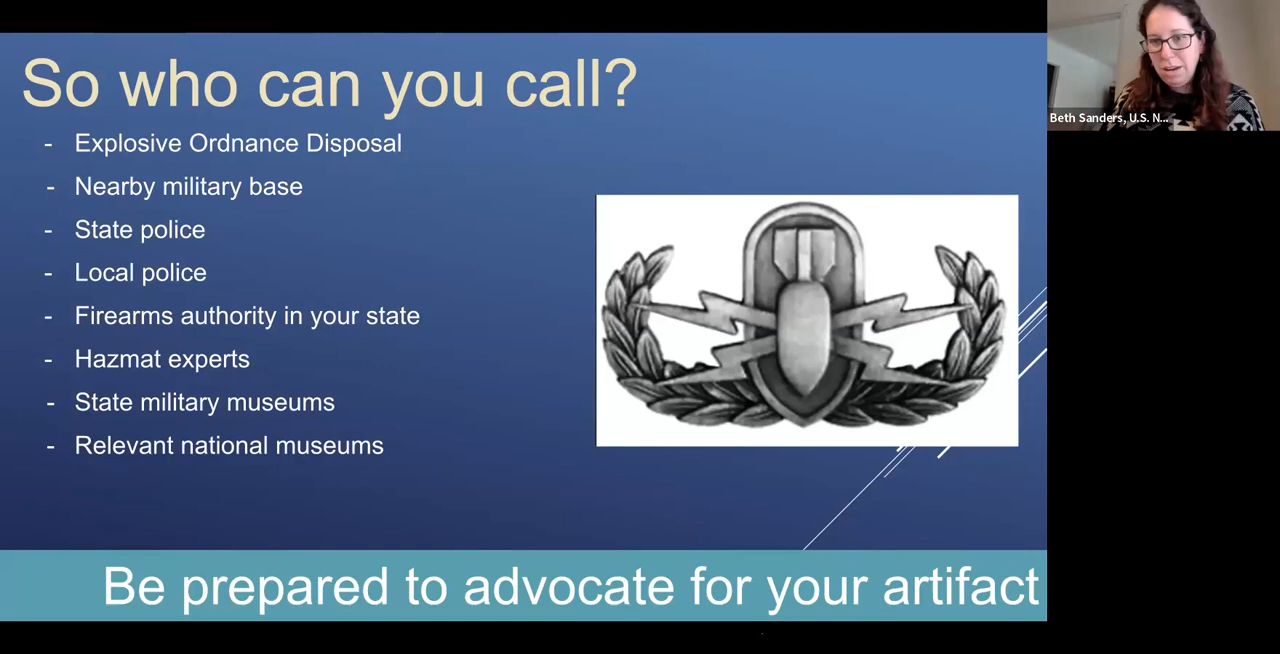 So who can you call?
- Explosive Ordnance Disposal
- Nearby military base
- State police
- Local police
- Firearms authority in your state
- Hazmat experts
- State military museums
- Relevant national museums
Be prepared to advocate for your artifact
Beth Sanders, U.S. N...